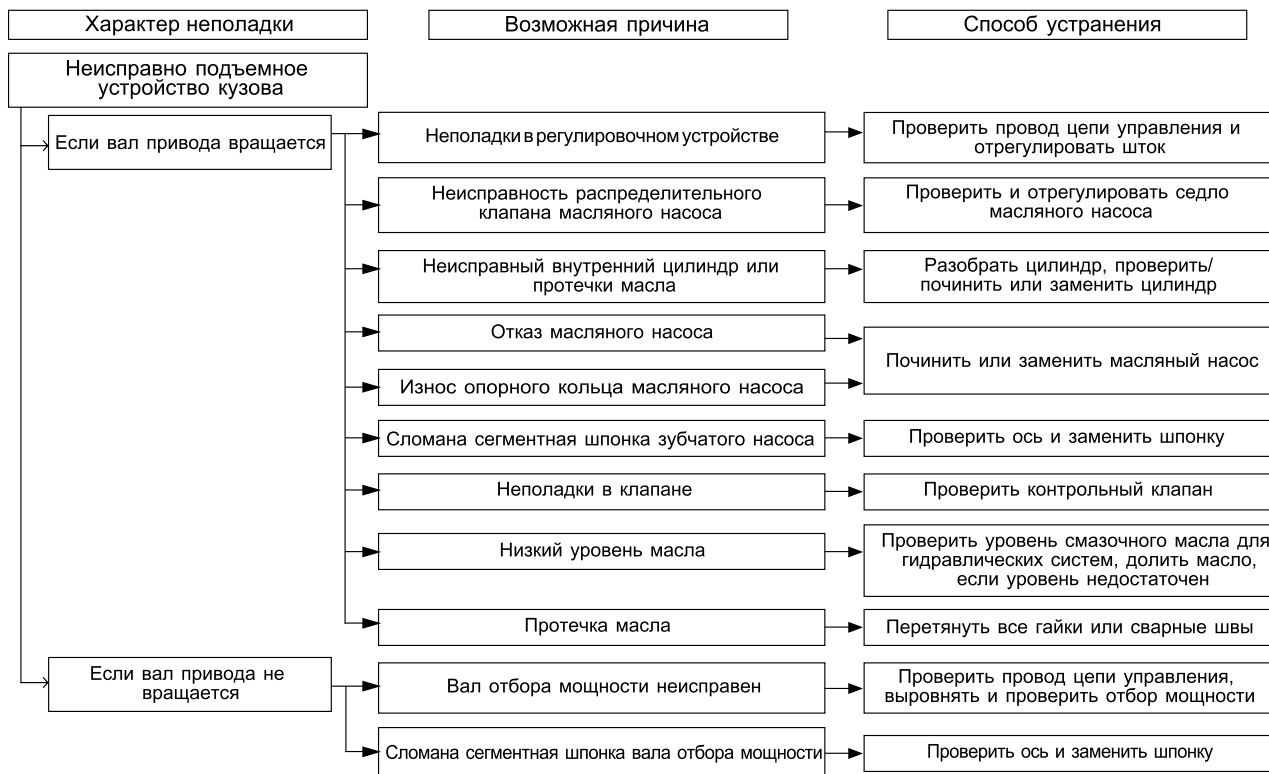 Характер неполадки
Возможная причина
Способ устранения
Неисправно подъемное
устройство кузова
Если вал привода вращается
Неполадки в регулировочном устройстве
Проверить провод цепи управления и
отрегулировать шток
Неисправность распределительного
клапана масляного насоса
Проверить и отрегулировать седло
масляного насоса
Неисправный внутренний цилиндр или
протечки масла
Разобрать цилиндр, проверить/
починить или заменить цилиндр
Отказ масляного насоса
Починить или заменить масляный насос
Износ опорного кольца масляного насоса
Сломана сегментная шпонка зубчатого насоса
Проверить ось и заменить шпонку
Неполадки в клапане
Проверить контрольный клапан
Низкий уровень масла
Проверить уровень смазочного масла для
гидравлических систем, долить масло,
если уровень недостаточен
Протечка масла
Перетянуть все гайки или сварные швы
Если вал привода не
вращается
Вал отбора мощности неисправен
Проверить провод цепи управления,
выровнять и проверить отбор мощности
Сломана сегментная шпонка вала отбора мощности
Проверить ось и заменить шпонку